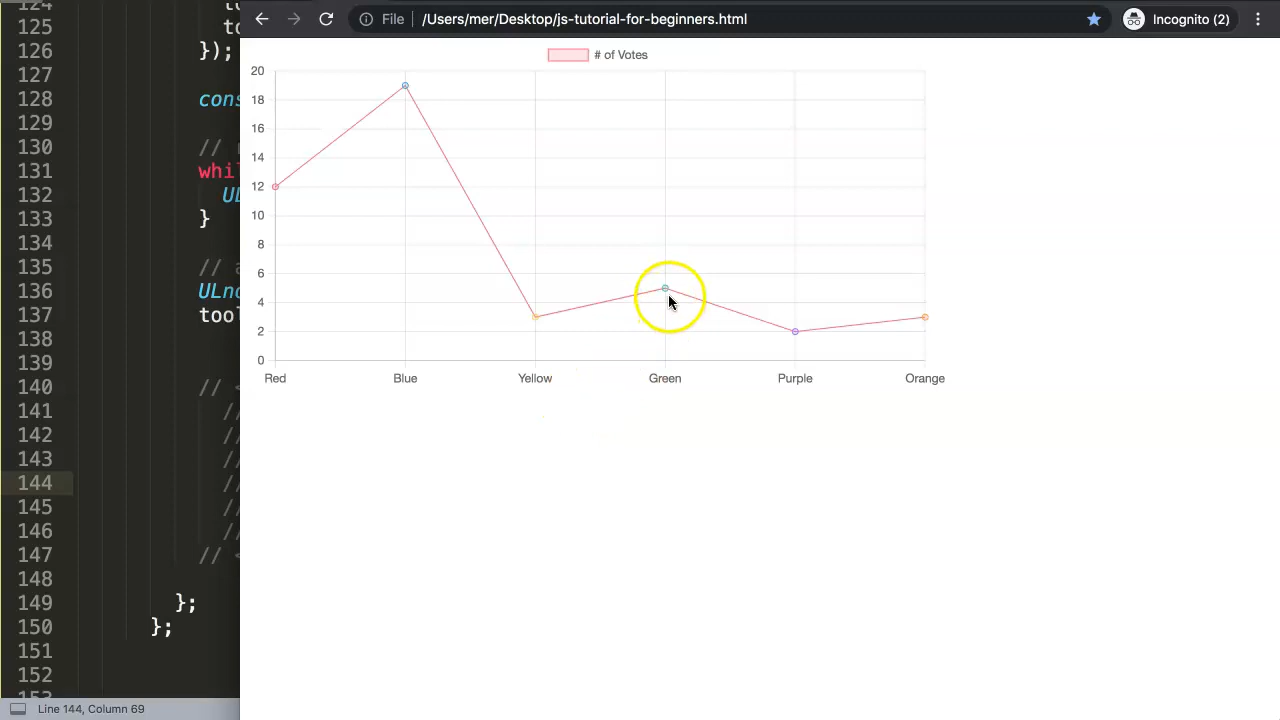 File /Users/mer/Desktop/js-tutorial-for-beginners.html Incognito (2)
# of Votes
20
18
16
14
12
10
8
6
4
2
0
Red Blue Yellow Green Purple Orange
124 t
125 to
126 });
127
128 cons
129
130 //
131 whi
132 UL
133 }
134
135 // a
136 ULno
137 tool
138
139
140 // <
141 //
142 //
143 //
144 //
145 //
146 //
147 // <
148
149 };
150 };
151
152
153
Line 144, Column 69